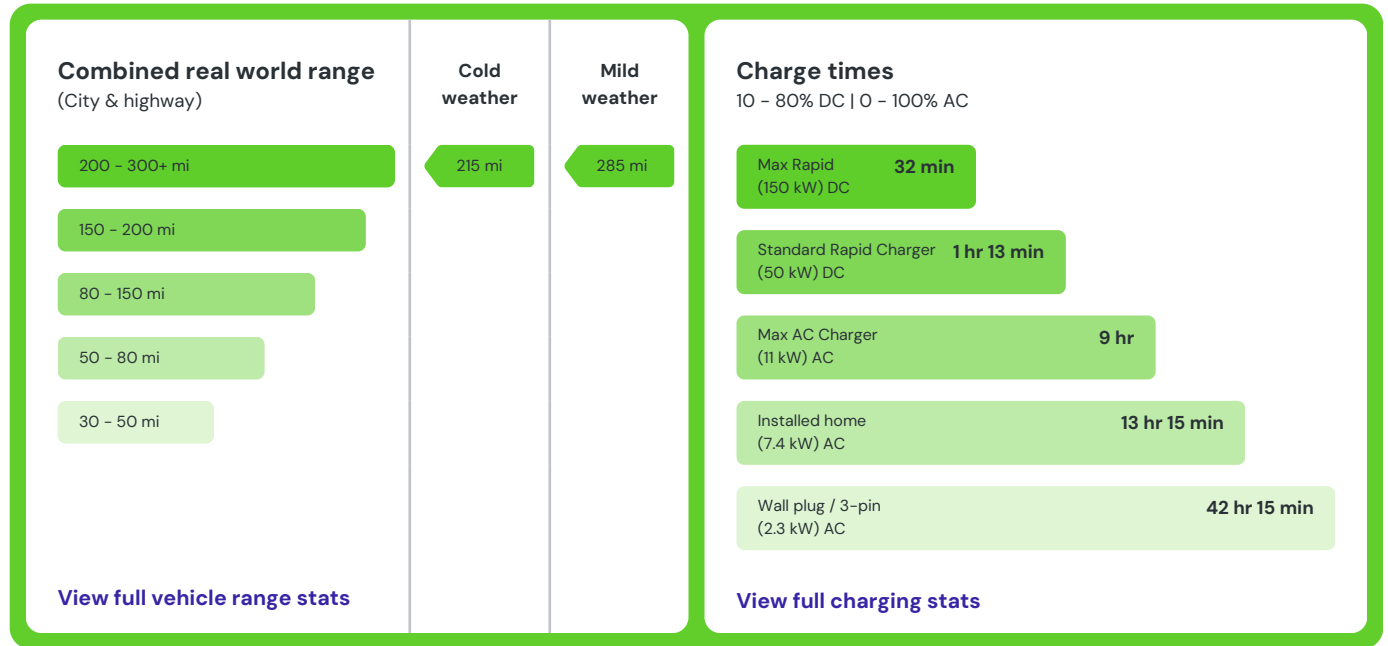 Combined real world range
(City & highway)
Cold
weather
Mild
weather
200 - 300+ mi
215 mi
285 mi
150 - 200 mi
80 - 150 mi
50 - 80 mi
30 - 50 mi
View full vehicle range stats
Charge times
10 - 80% DC | 0 - 100% AC
Max Rapid
(150 kW) DC
32 min
Standard Rapid Charger
(50 kW) DC
1 hr 13 min
Max AC Charger
(11 kW) AC
9 hr
Installed home
(7.4 kW) AC
13 hr 15 min
Wall plug / 3-pin
(2.3 kW) AC
42 hr 15 min
View full charging stats